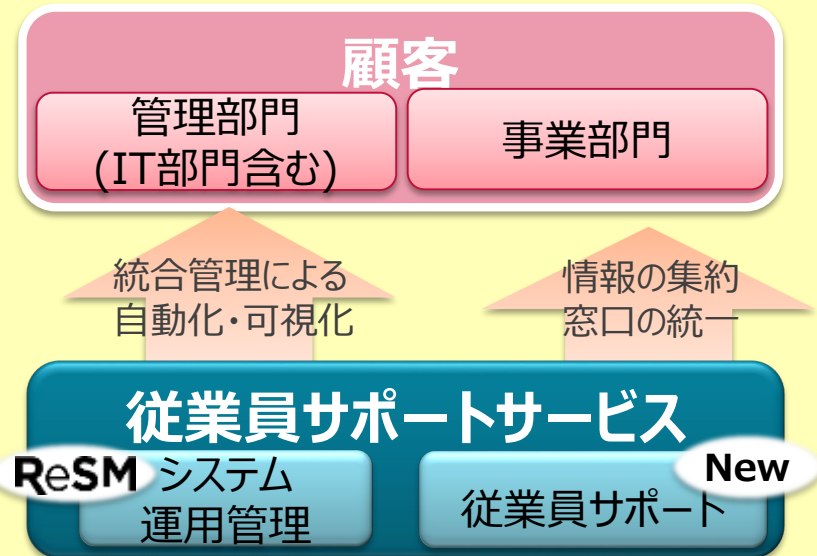 顧客
管理部門
(IT部門含む)
事業部門
統合管理による
自動化・可視化
情報の集約
窓口の統一
従業員サポートサービス
ReSM
システム
運用管理
New
従業員サポート